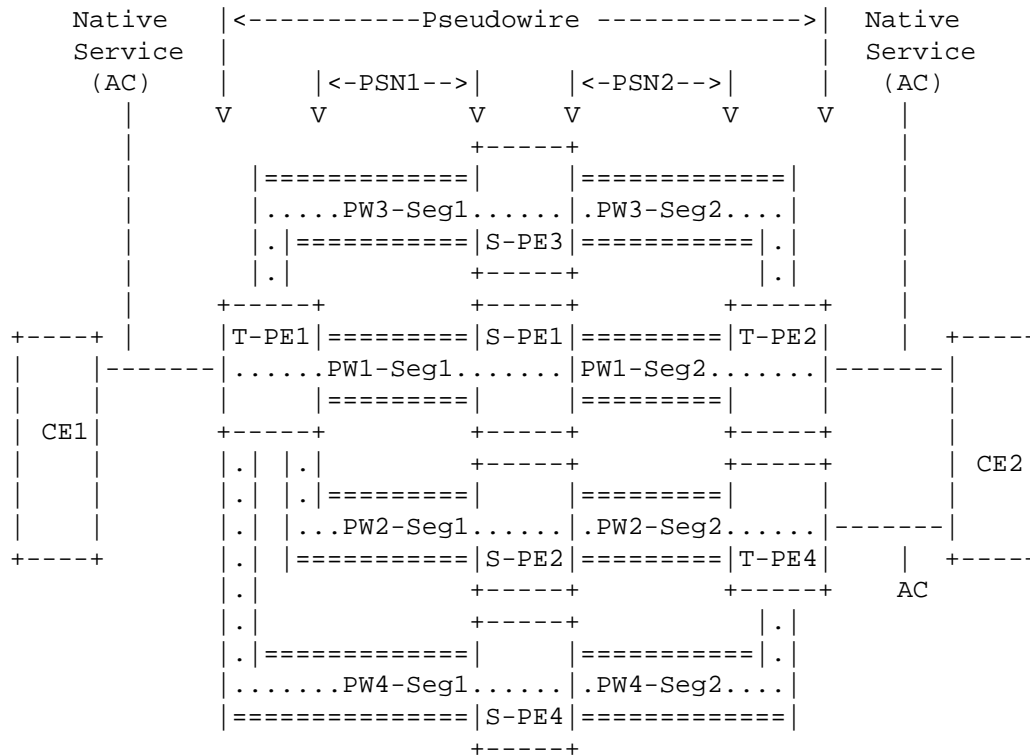 Native |<-----------Pseudowire ------------->| Native
Service | | Service
(AC) | |<-PSN1-->| |<-PSN2-->| | (AC)
| V V V V V V |
| +-----+ |
| |=============| |=============| |
| |.....PW3-Seg1......|.PW3-Seg2....| |
| |.|===========|S-PE3|===========|.| |
| |.| +-----+ |.| |
| +-----+ +-----+ +-----+ |
+----+ | |T-PE1|=========|S-PE1|=========|T-PE2| | +-----
| |-------|......PW1-Seg1.......|PW1-Seg2.......|-------|
| | | |=========| |=========| | |
| CE1| +-----+ +-----+ +-----+ |
| | |.| |.| +-----+ +-----+ | CE2
| | |.| |.|=========| |=========| | |
| | |.| |...PW2-Seg1......|.PW2-Seg2......|-------|
+----+ |.| |===========|S-PE2|=========|T-PE4| | +-----
|.| +-----+ +-----+ AC
|.| +-----+ |.|
|.|=============| |===========|.|
|.......PW4-Seg1......|.PW4-Seg2....|
|===============|S-PE4|=============|
+-----+